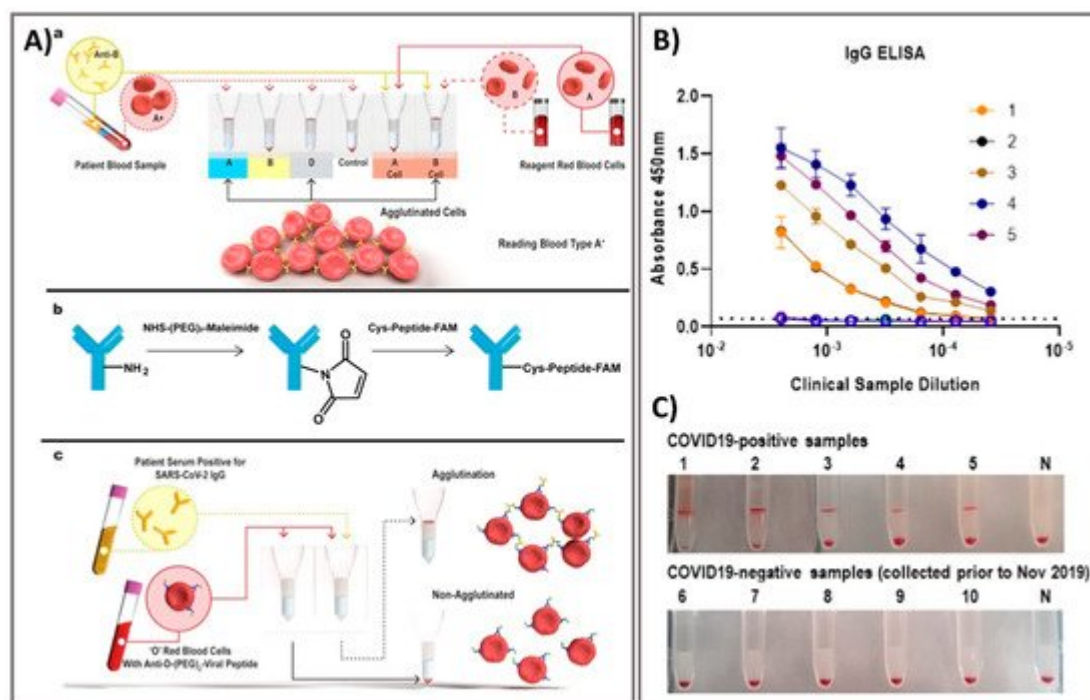 A)
a
Anti-B
A+
Patient Blood Sample
A
B
D
Control
A
Cell
B
Cell
B
A
Reagent Red Blood Cells
Agglutinated Cells
Reading Blood Type A+
b
NHS-(PEG)n-Maleimide
Cys-Peptide-FAM
NH2
N
O
O
Cys-Peptide-FAM
c
Patient Serum Positive for
SARS-CoV-2 IgG
'O' Red Blood Cells
With Anti-D-(PEG)n-Viral Peptide
Agglutination
Non-Agglutinated
B)
IgG ELISA
Absorbance 450nm
2.0
1.5
1.0
0.5
0.0
10-2
10-3
10-4
10-5
Clinical Sample Dilution
1
2
3
4
5
C)
COVID19-positive samples
1 2 3 4 5 N
COVID19-negative samples (collected prior to Nov 2019)
6 7 8 9 10 N